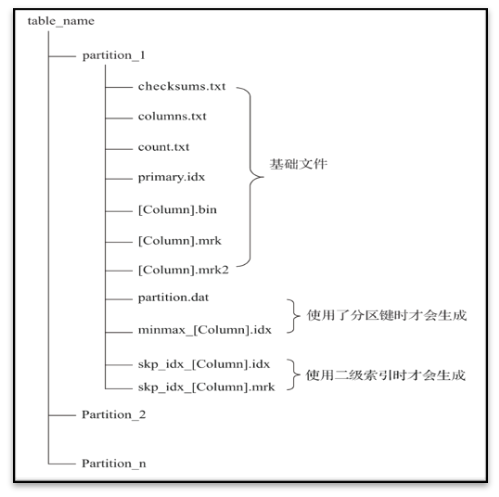 table_name
partition_1
checksums.txt
columns.txt
count.txt
基础文件
primary.idx
[Column].bin
[Column].mrk
[Column].mrk2
partition.dat
使用了分区键时才会生成
minmax_[Column].idx
skp_idx_[Column].idx
使用二级索引时才会生成
skp_idx_[Column].mrk
Partition_2
Partition_n